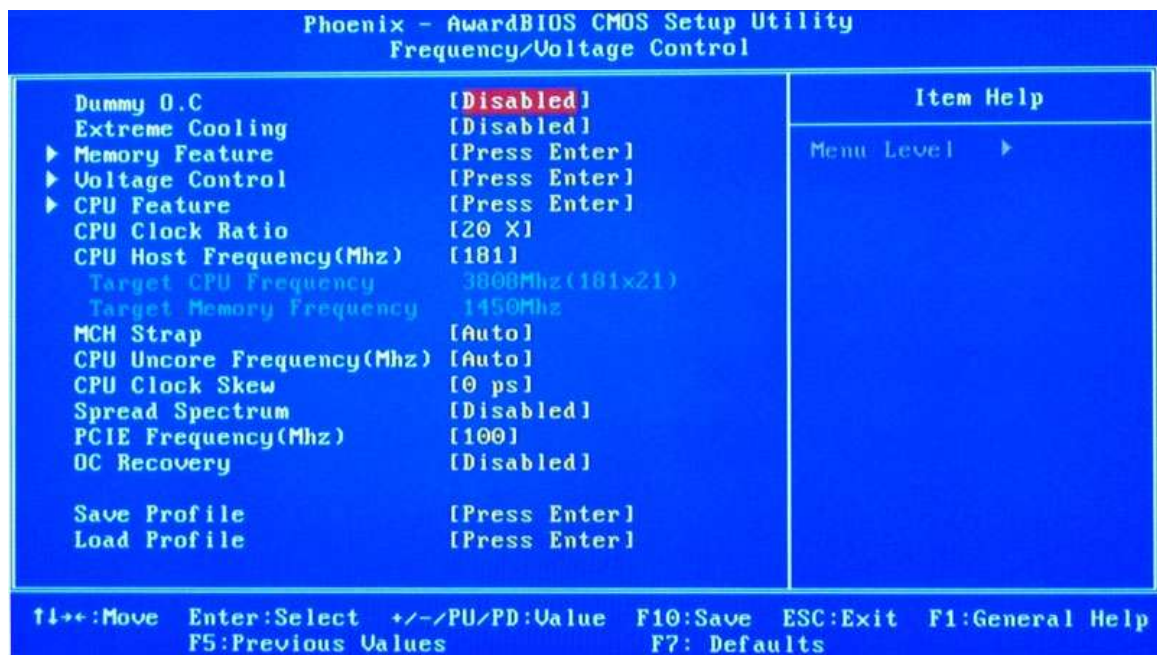 Phoenix - AwardBIOS CMOS Setup Utility
Frequency/Voltage Control
Dummy O.C [Disabled]
Extreme Cooling [Disabled]
Memory Feature [Press Enter]
Voltage Control [Press Enter]
CPU Feature [Press Enter]
CPU Clock Ratio [20 X]
CPU Host Frequency(Mhz) [181]
Target CPU Frequency 3808Mhz(181x21)
Target Memory Frequency 1450Mhz
MCH Strap [Auto]
CPU Uncore Frequency(Mhz) [Auto]
CPU Clock Skew [0 ps]
Spread Spectrum [Disabled]
PCIE Frequency(Mhz) [100]
OC Recovery [Disabled]
Save Profile [Press Enter]
Load Profile [Press Enter]
Item Help
Menu Level
↑↓→←:Move Enter:Select +/-/PU/PD:Value F10:Save ESC:Exit F1:General Help
F5:Previous Values F7: Defaults